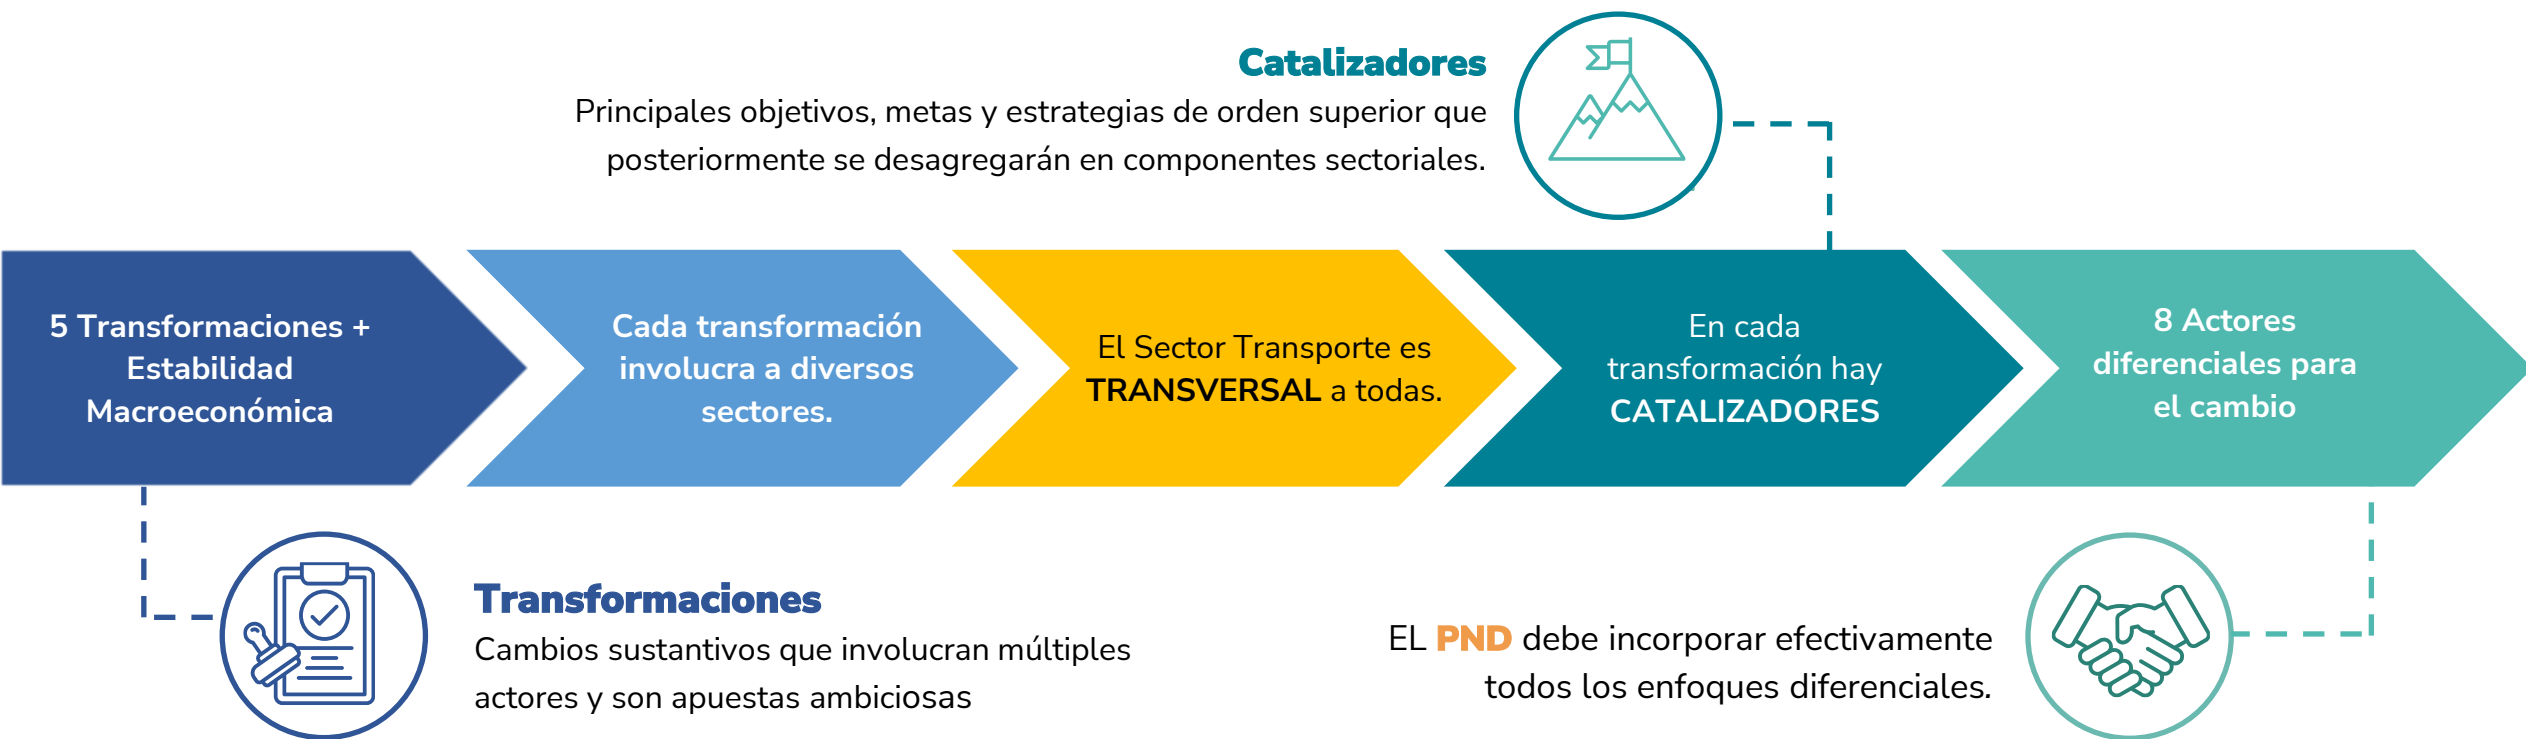 Catalizadores
Principales objetivos, metas y estrategias de orden superior que
posteriormente se desagregarán en componentes sectoriales.
5 Transformaciones +
Estabilidad
Macroeconómica
Cada transformación
involucra a diversos
sectores.
El Sector Transporte es
TRANSVERSAL a todas.
En cada
transformación hay
CATALIZADORES
8 Actores
diferenciales para
el cambio
Transformaciones
Cambios sustantivos que involucran múltiples
actores y son apuestas ambiciosas
EL PND debe incorporar efectivamente
todos los enfoques diferenciales.